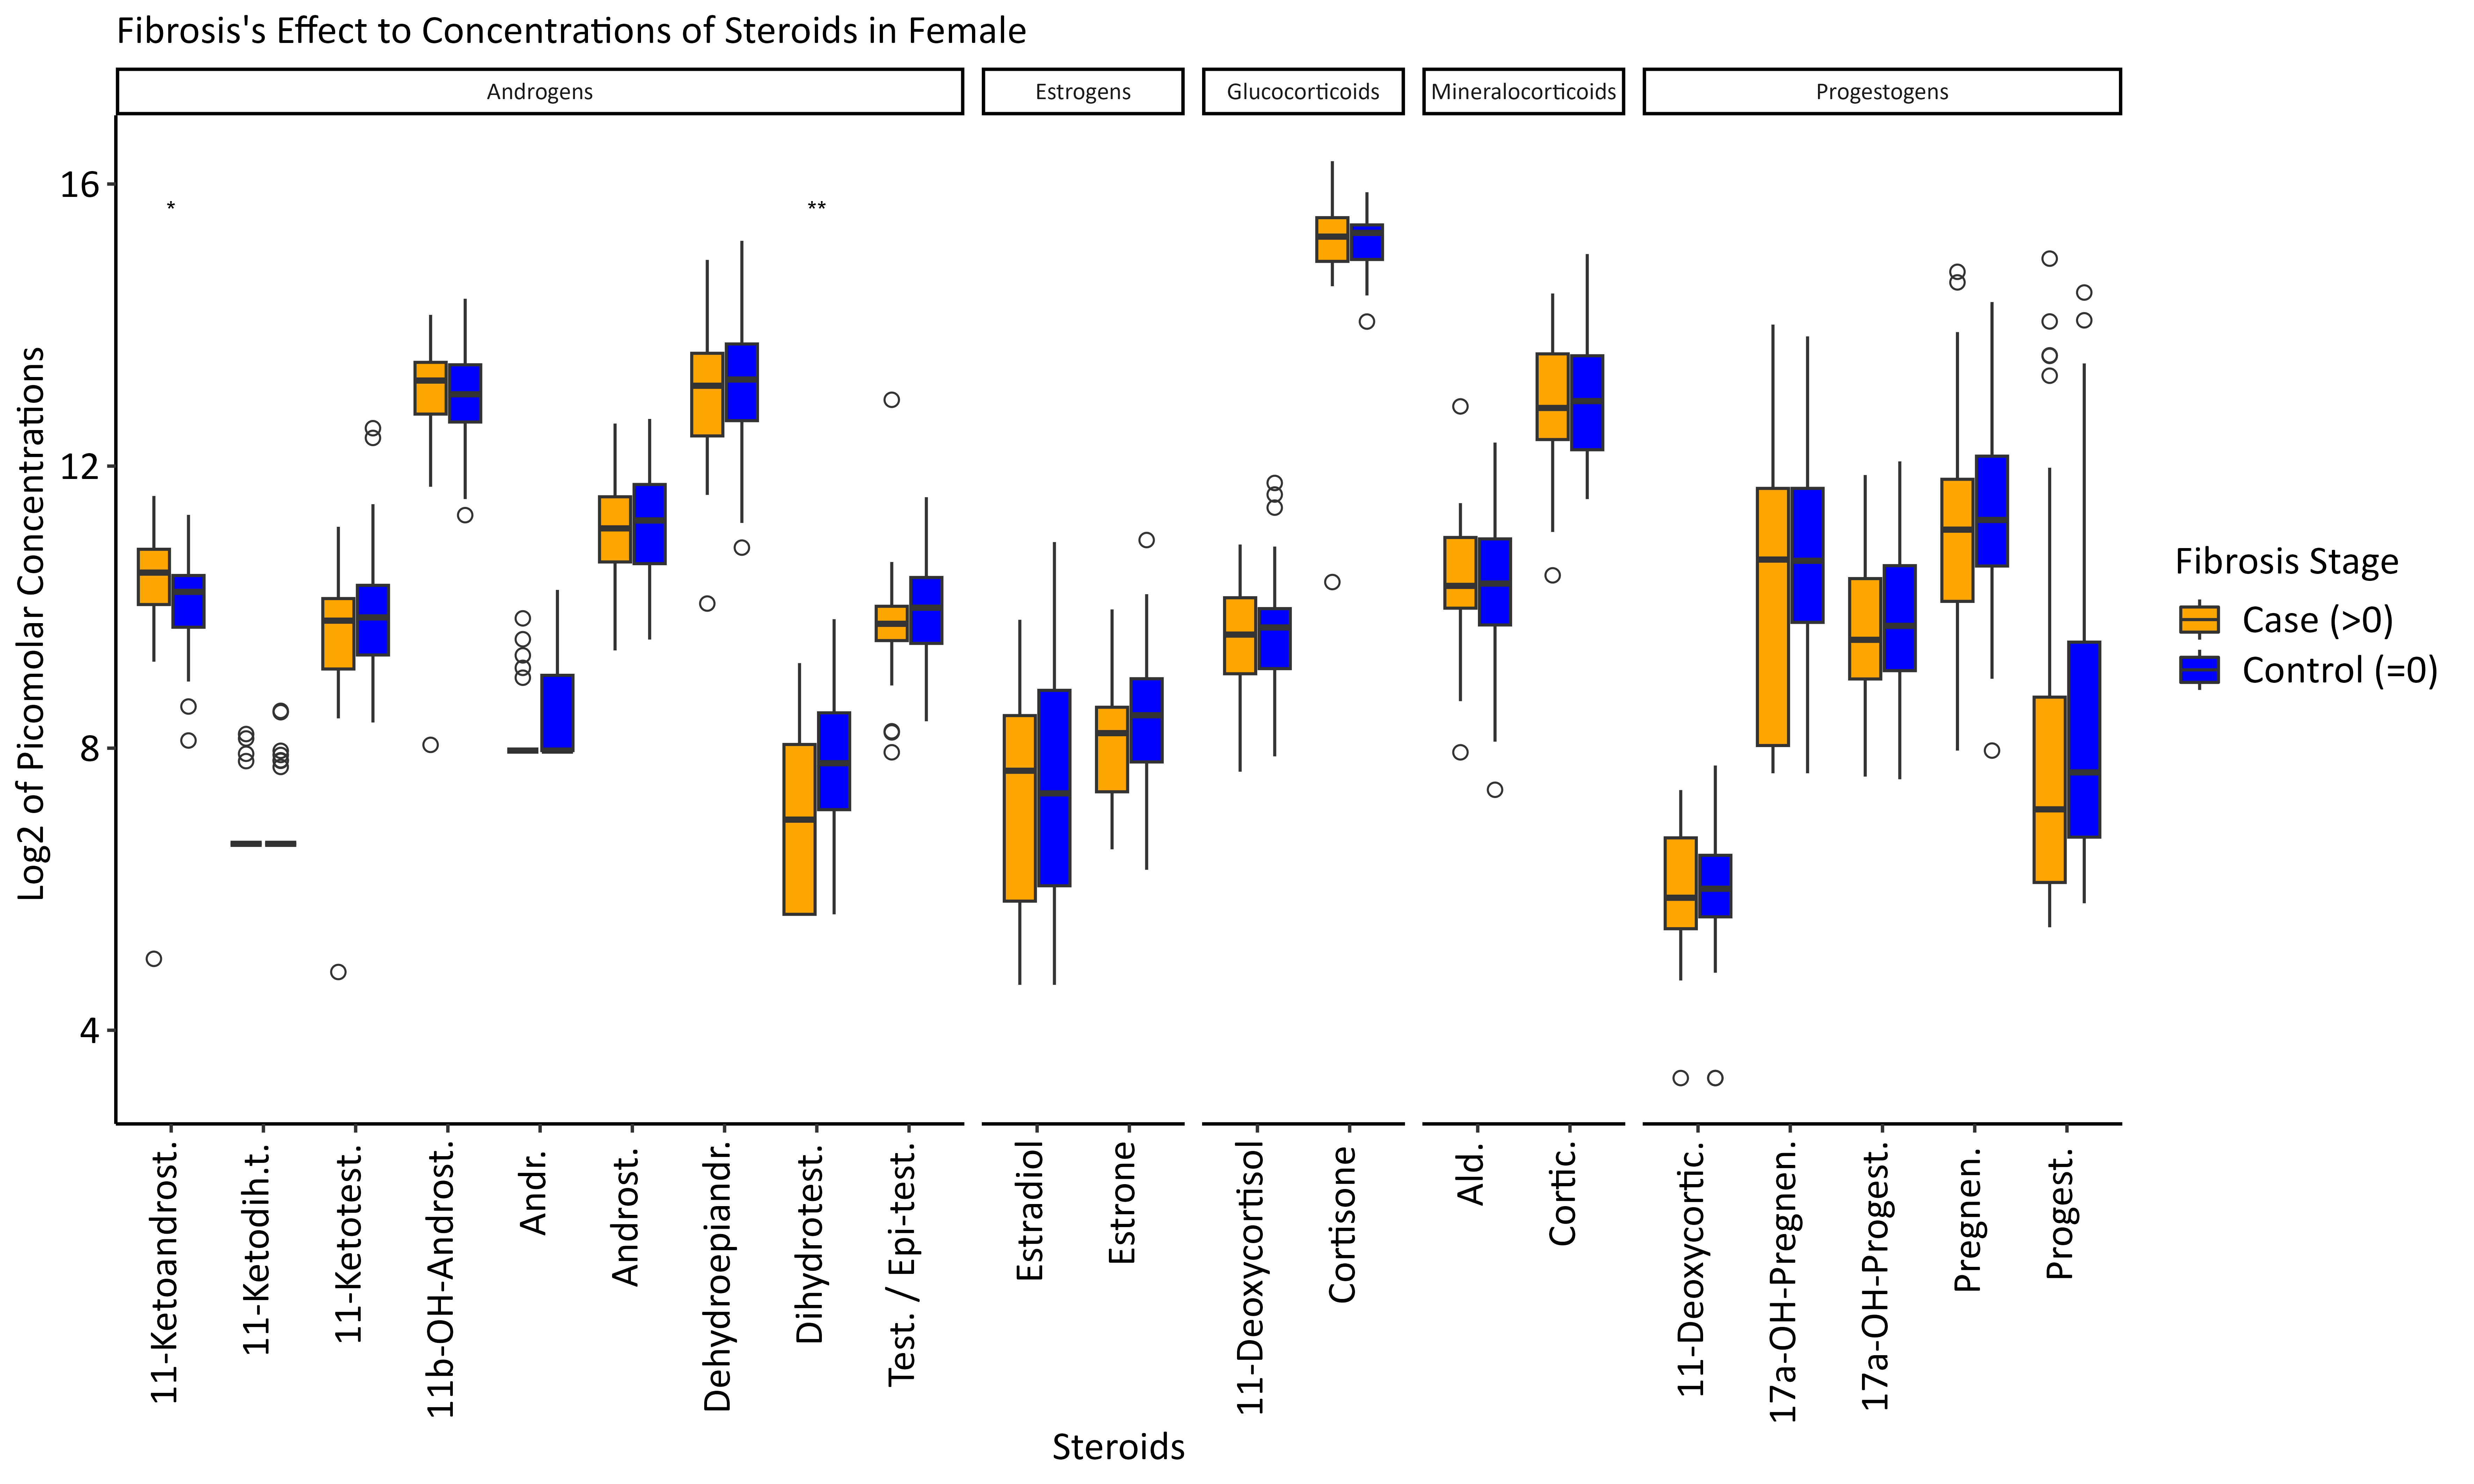 Fibrosis's Effect to Concentrations of Steroids in Female
Androgens
Estrogens
Glucocorticoids
Mineralocorticoids
Progestogens
*
**
16
12
8
4
Log2 of Picomolar Concentrations
11-Ketoandrost.
11-Ketodih.t.
11-Ketotest.
11b-OH-Androst.
Andr.
Androst.
Dehydroepiandr.
Dihydrotest.
Test. / Epi-test.
Estradiol
Estrone
11-Deoxycortisol
Cortisone
Ald.
Cortic.
11-Deoxycortic.
17a-OH-Pregnen.
17a-OH-Progest.
Pregnen.
Progest.
Steroids
Fibrosis Stage
Case (>0)
Control (=0)